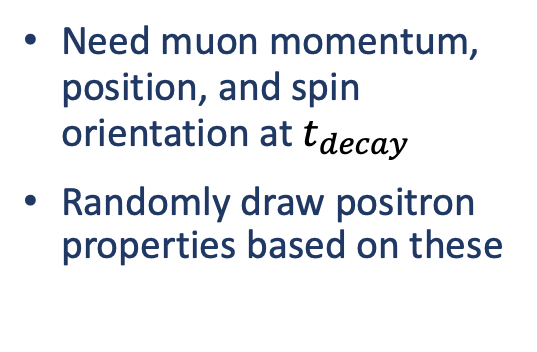 • Need muon momentum,
position, and spin
orientation at t_decay
• Randomly draw positron
properties based on these